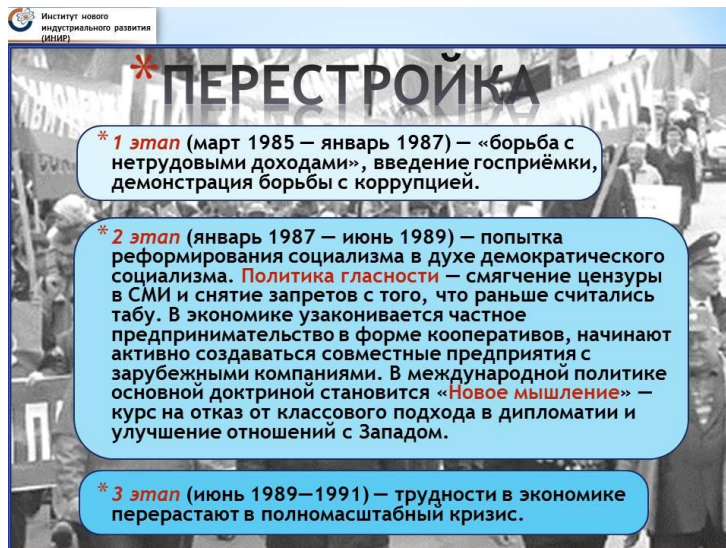 Институт нового
индустриального развития
(ИНИР)
*ПЕРЕСТРОЙКА
* 1 этап (март 1985 — январь 1987) — «борьба с
нетрудовыми доходами», введение госприёмки,
демонстрация борьбы с коррупцией.
* 2 этап (январь 1987 — июнь 1989) — попытка
реформирования социализма в духе демократического
социализма. Политика гласности — смягчение цензуры
в СМИ и снятие запретов с того, что раньше считались
табу. В экономике узаконивается частное
предпринимательство в форме кооперативов, начинают
активно создаваться совместные предприятия с
зарубежными компаниями. В международной политике
основной доктриной становится «Новое мышление» —
курс на отказ от классового подхода в дипломатии и
улучшение отношений с Западом.
* 3 этап (июнь 1989—1991) — трудности в экономике
перерастают в полномасштабный кризис.